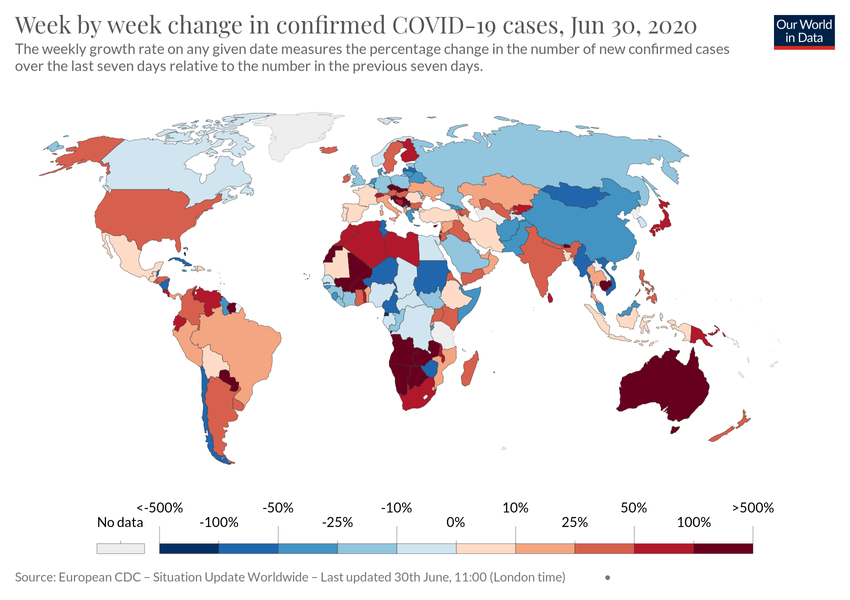 Week by week change in confirmed COVID-19 cases, Jun 30, 2020
Our World
in Data
The weekly growth rate on any given date measures the percentage change in the number of new confirmed cases
over the last seven days relative to the number in the previous seven days.
<-500% -50% -10% 10% 50% >500%
No data -100% -25% 0% 25% 100%
Source: European CDC – Situation Update Worldwide – Last updated 30th June, 11:00 (London time)